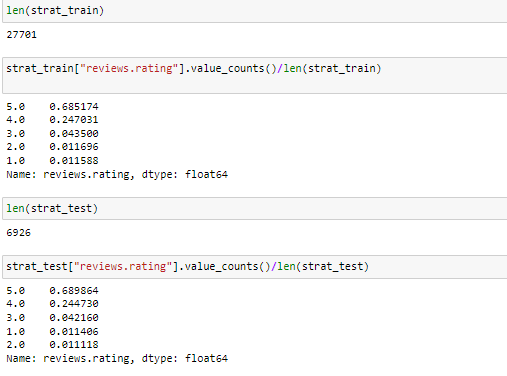 len(strat_train)
27701
strat_train["reviews.rating"].value_counts()/len(strat_train)
5.0    0.685174
4.0    0.247031
3.0    0.043500
2.0    0.011696
1.0    0.011588
Name: reviews.rating, dtype: float64
len(strat_test)
6926
strat_test["reviews.rating"].value_counts()/len(strat_test)
5.0    0.689864
4.0    0.244730
3.0    0.042160
1.0    0.011406
2.0    0.011118
Name: reviews.rating, dtype: float64